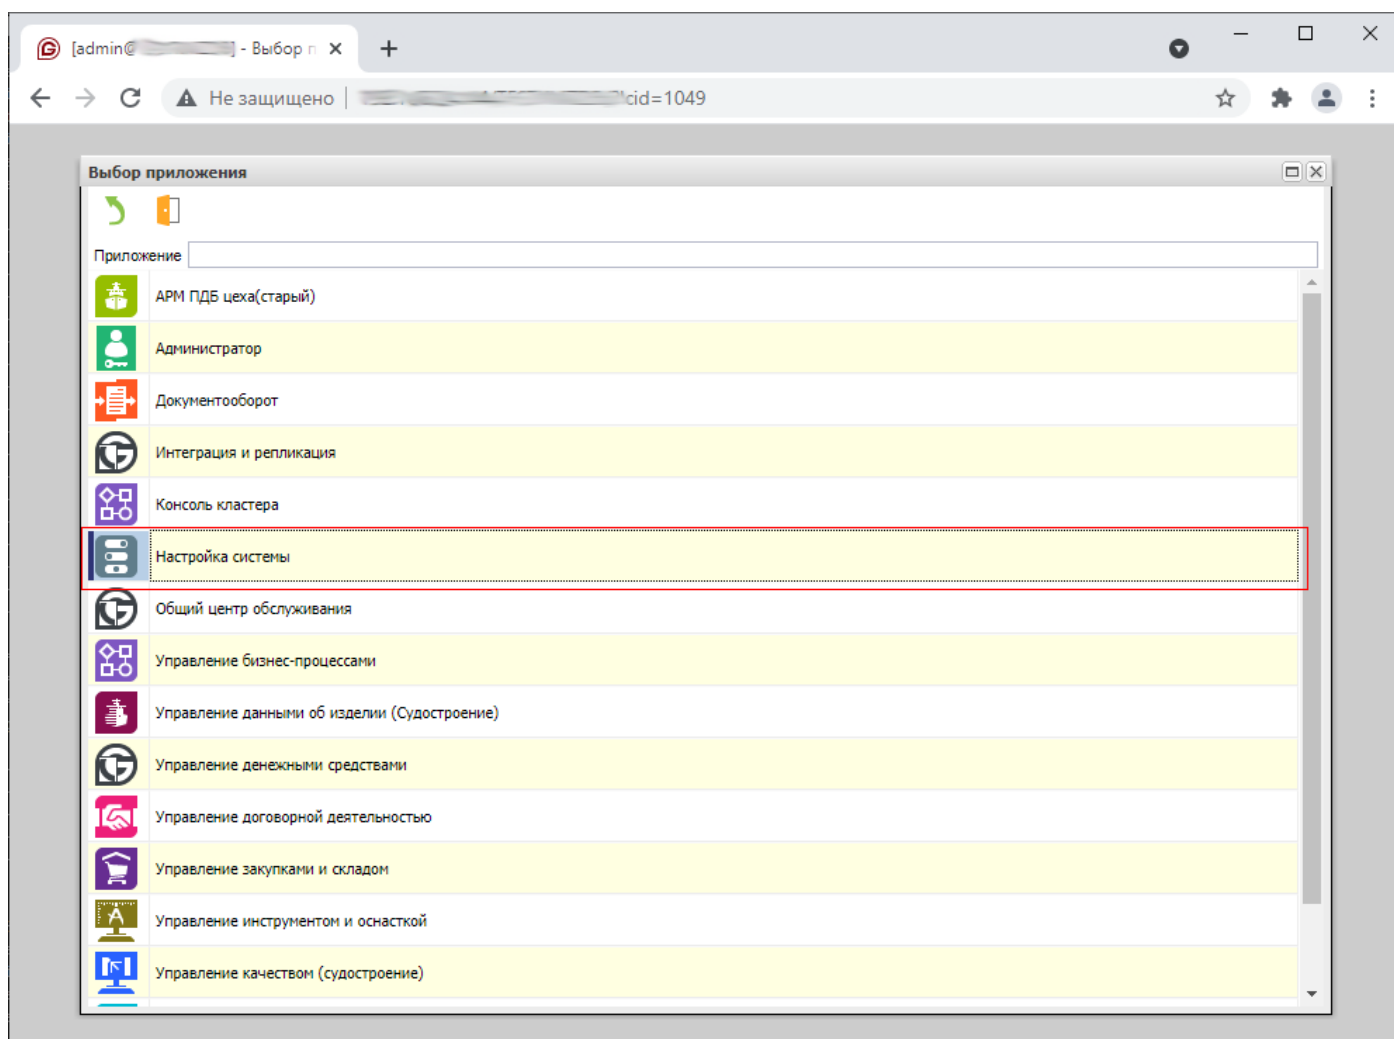 [admin@ ] - Выбор п
Не защищено cid=1049
Выбор приложения
Приложение
АРМ ПДБ цеха(старый)
Администратор
Документооборот
Интеграция и репликация
Консоль кластера
Настройка системы
Общий центр обслуживания
Управление бизнес-процессами
Управление данными об изделии (Судостроение)
Управление денежными средствами
Управление договорной деятельностью
Управление закупками и складом
Управление инструментом и оснасткой
Управление качеством (судостроение)